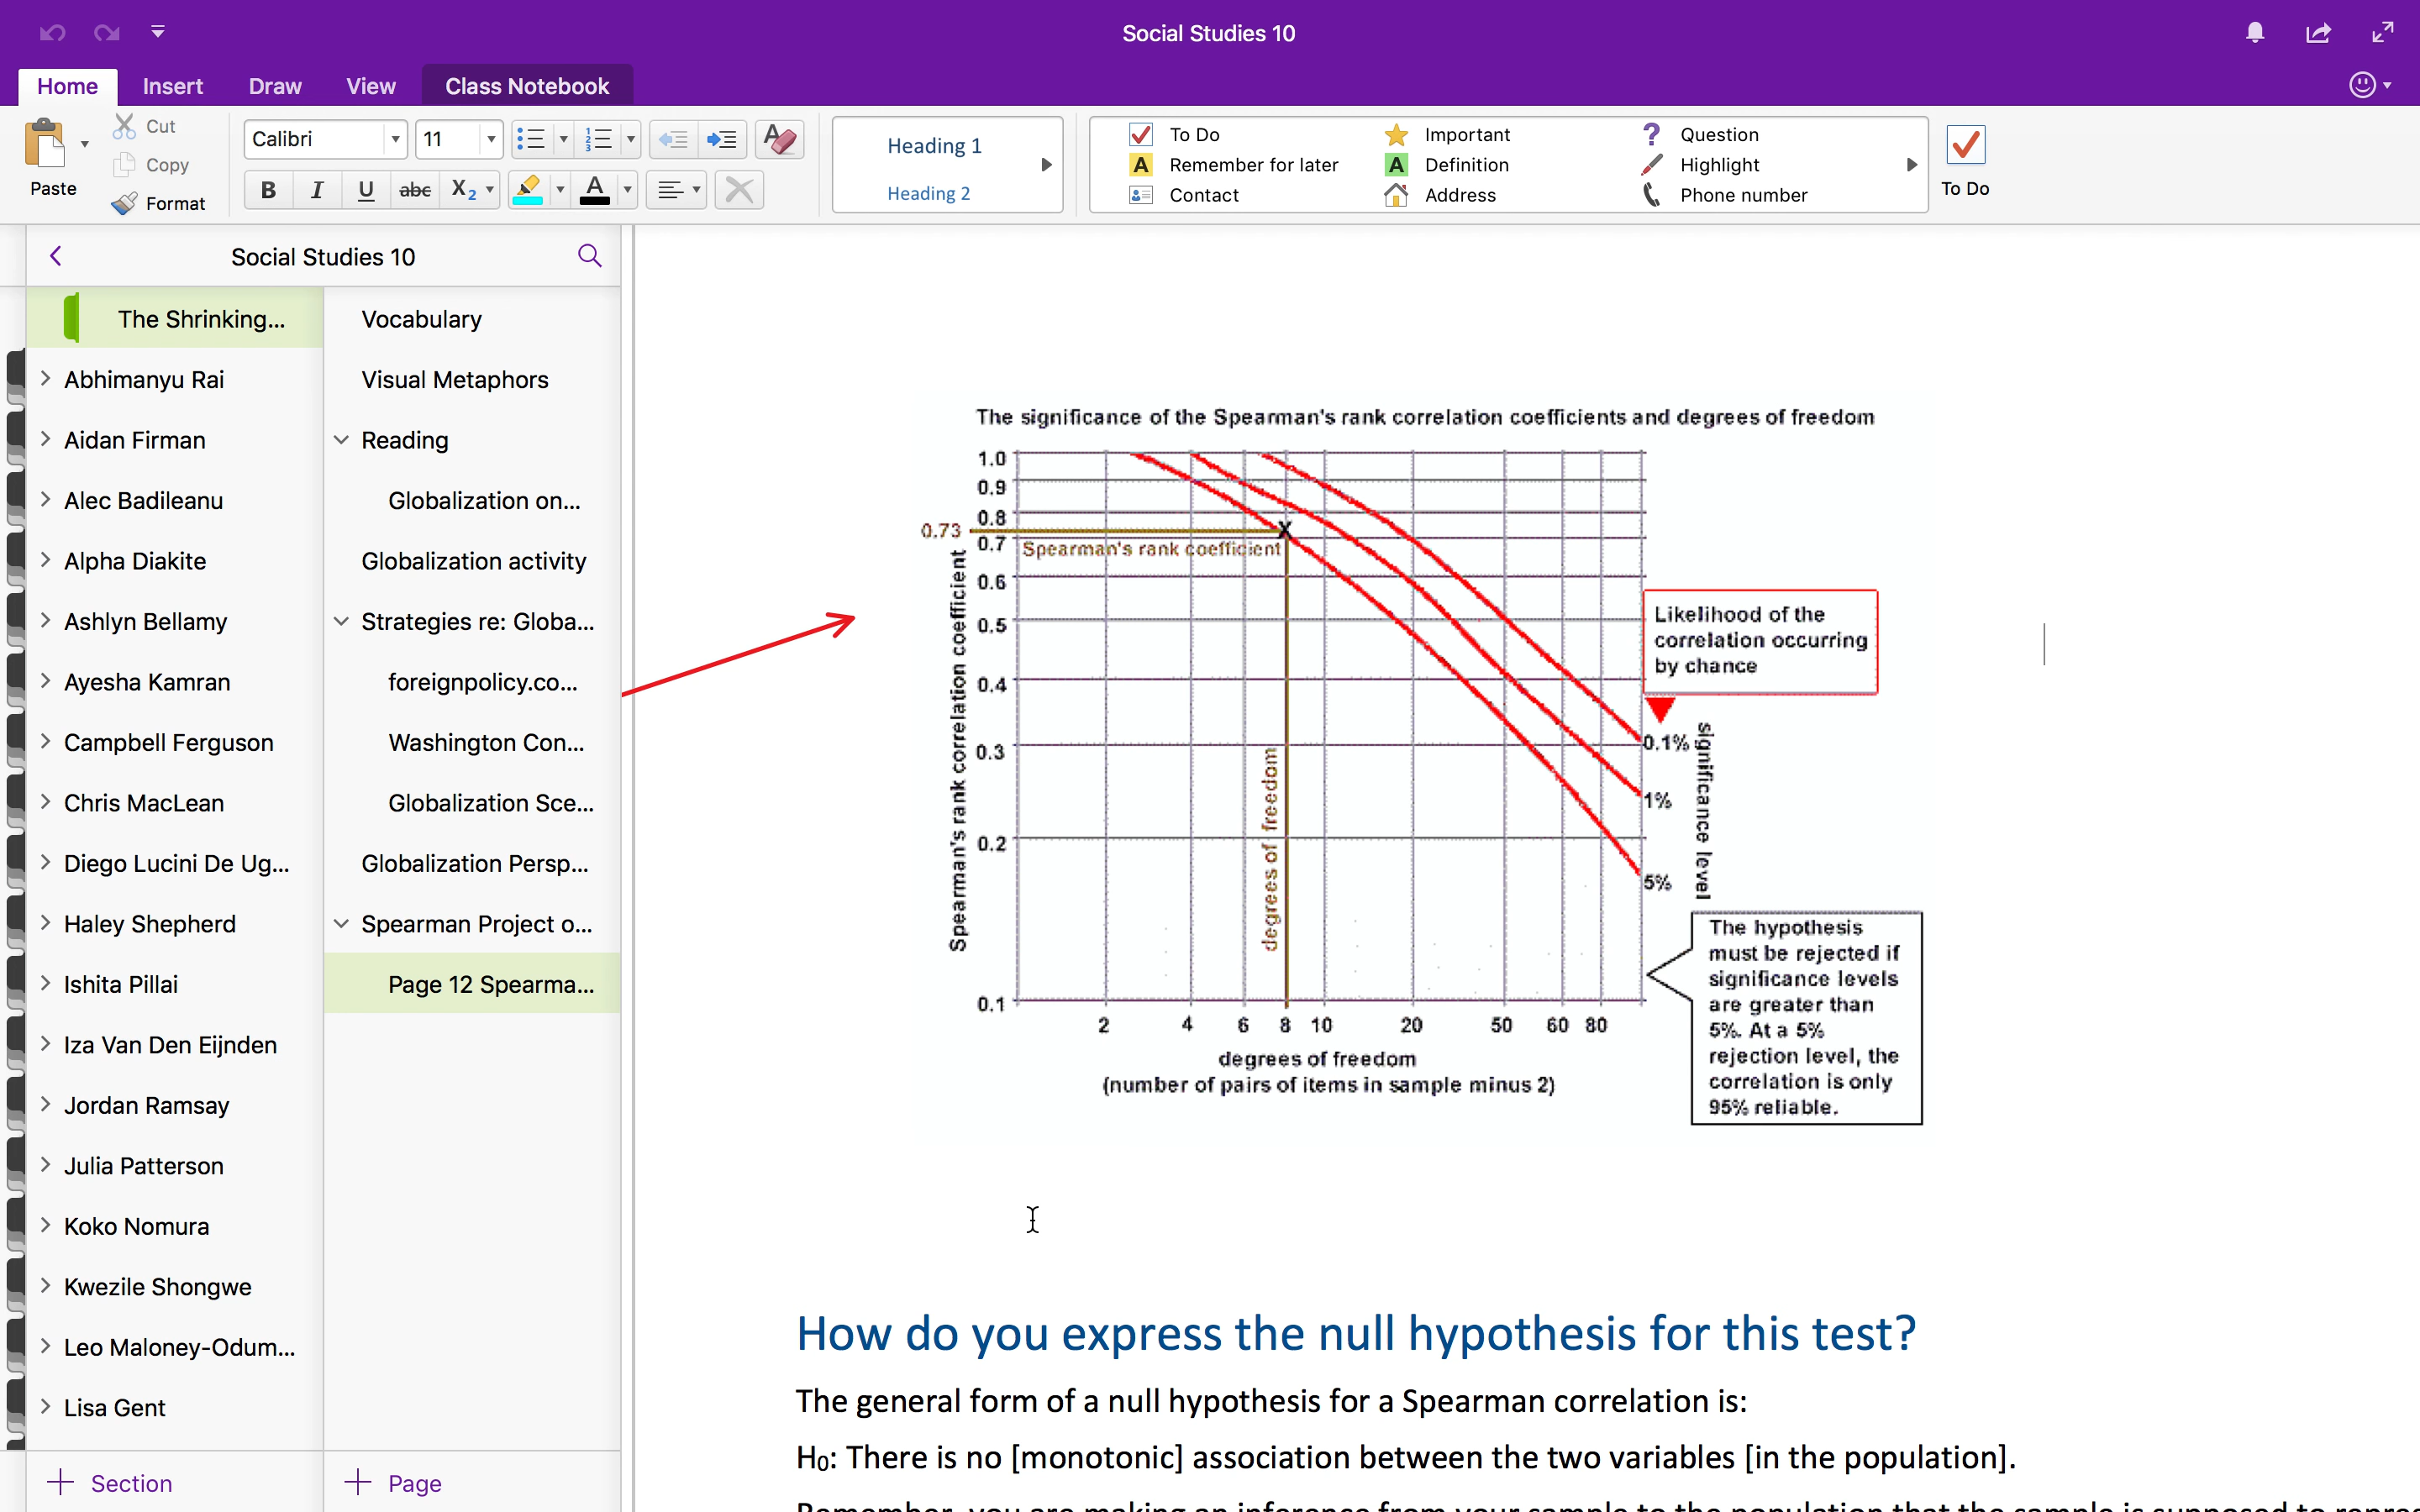 Social Studies 10
Home Insert Draw View Class Notebook
Paste
Cut
Copy
Format
Calibri 11
B I U abc X2 A
Heading 1
Heading 2
To Do Important Question
Remember for later Definition Highlight
Contact Address Phone number
To Do
Social Studies 10
The Shrinking...
Abhimanyu Rai
Aidan Firman
Alec Badileanu
Alpha Diakite
Ashlyn Bellamy
Ayesha Kamran
Campbell Ferguson
Chris MacLean
Diego Lucini De Ug...
Haley Shepherd
Ishita Pillai
Iza Van Den Eijnden
Jordan Ramsay
Julia Patterson
Koko Nomura
Kwezile Shongwe
Leo Maloney-Odum...
Lisa Gent
Section
Vocabulary
Visual Metaphors
Reading
Globalization on...
Globalization activity
Strategies re: Globa...
foreignpolicy.co...
Washington Con...
Globalization Sce...
Globalization Persp...
Spearman Project o...
Page 12 Spearma...
Page
The significance of the Spearman's rank correlation coefficients and degrees of freedom
Spearman's rank correlation coefficient
1.0
0.9
0.8
0.73
0.7
0.6
0.5
0.4
0.3
0.2
0.1
Spearman's rank coefficient
degrees of freedom
2 4 6 8 10 20 50 60 80
degrees of freedom
(number of pairs of items in sample minus 2)
Likelihood of the
correlation occurring
by chance
0.1%
1%
5%
significance level
The hypothesis
must be rejected if
significance levels
are greater than
5%. At a 5%
rejection level, the
correlation is only
95% reliable.
How do you express the null hypothesis for this test?
The general form of a null hypothesis for a Spearman correlation is:
H0: There is no [monotonic] association between the two variables [in the population].